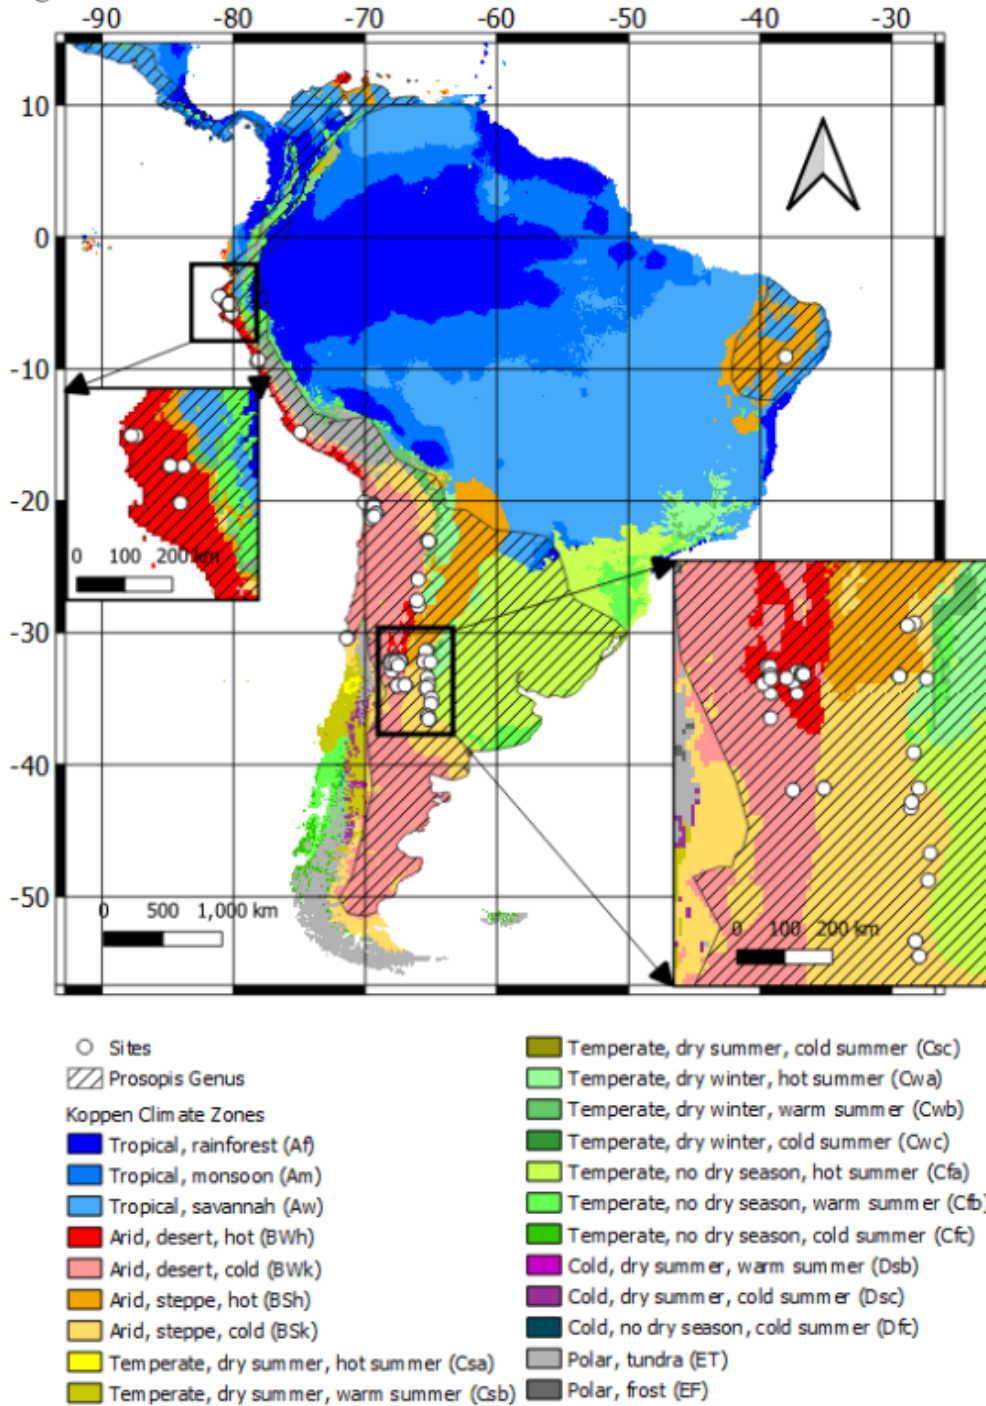 -90 -80 -70 -60 -50 -40 -30
10
0
-10
-20
-30
-40
-50
0 100 200 km
0 500 1,000 km
0 100 200 km
Sites
Prosopis Genus
Koppen Climate Zones
Tropical, rainforest (Af)
Tropical, monsoon (Am)
Tropical, savannah (Aw)
Arid, desert, hot (BWh)
Arid, desert, cold (BWk)
Arid, steppe, hot (BSh)
Arid, steppe, cold (BSk)
Temperate, dry summer, hot summer (Csa)
Temperate, dry summer, warm summer (Csb)
Temperate, dry summer, cold summer (Csc)
Temperate, dry winter, hot summer (Cwa)
Temperate, dry winter, warm summer (Cwb)
Temperate, dry winter, cold summer (Cwc)
Temperate, no dry season, hot summer (Cfa)
Temperate, no dry season, warm summer (Cfb)
Temperate, no dry season, cold summer (Cfc)
Cold, dry summer, warm summer (Dsb)
Cold, dry summer, cold summer (Dsc)
Cold, no dry season, cold summer (Dfc)
Polar, tundra (ET)
Polar, frost (EF)